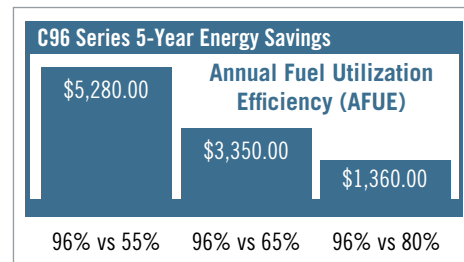 C96 Series 5-Year Energy Savings
Annual Fuel Utilization
Efficiency (AFUE)
$5,280.00
$3,350.00
$1,360.00
96% vs 55%
96% vs 65%
96% vs 80%